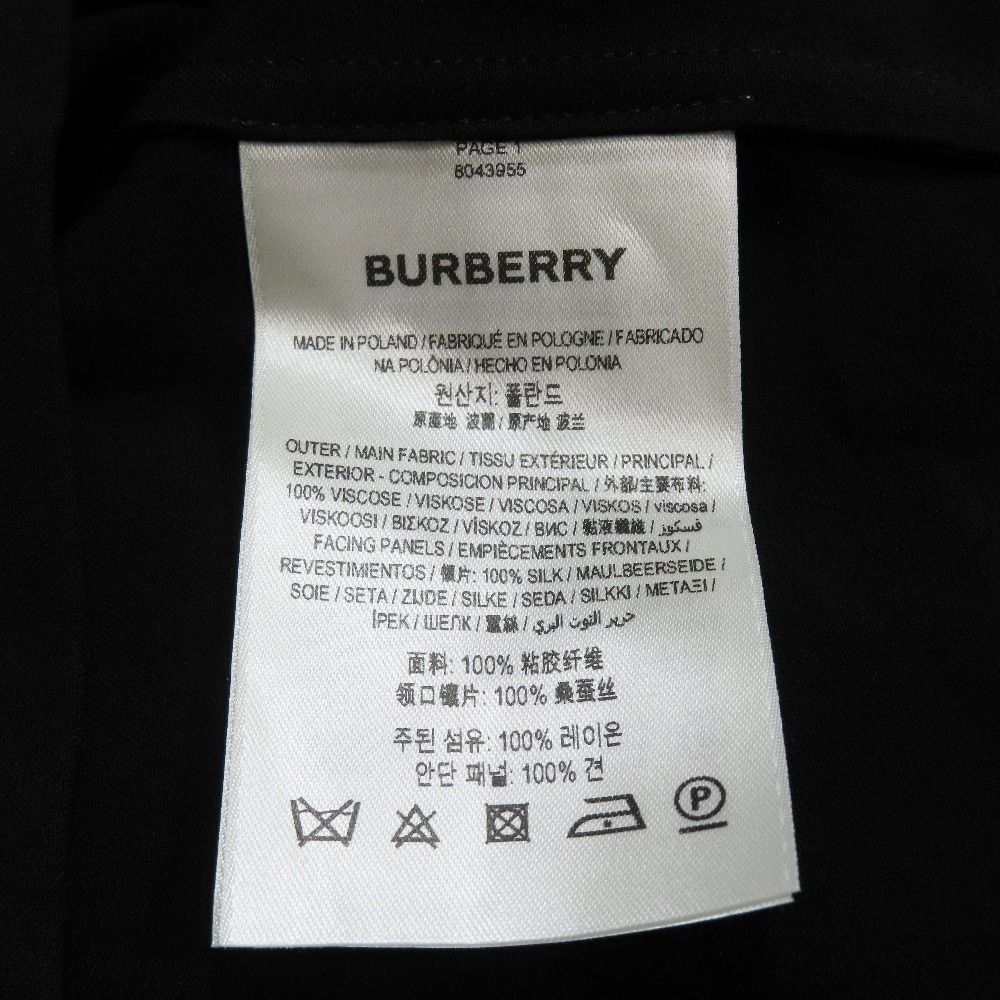 PAGE 1
8043955
BURBERRY
MADE IN POLAND / FABRIQUÉ EN POLOGNE / FABRICADO
NA POLÔNIA / HECHO EN POLONIA
원산지: 폴란드
原產地 波蘭 / 原产地 波兰
OUTER / MAIN FABRIC / TISSU EXTÉRIEUR / PRINCIPAL /
EXTERIOR - COMPOSICION PRINCIPAL / 外部/主要布料:
100% VISCOSE / VISKOSE / VISCOSA / VISKOS / viscosa /
VISKOOSI / ΒΙΣΚΟΖ / VİSKOZ / ВИС / 黏液纖維 / فسكوز
FACING PANELS / EMPIÈCEMENTS FRONTAUX /
REVESTIMIENTOS / 镶片: 100% SILK / MAULBEERSEIDE /
SOIE / SETA / ZIJDE / SILKE / SEDA / SILKKI / ΜΕΤΑΞΙ /
İPEK / ШЕЛК / 蠶絲 / حرير التوت البري
面料: 100% 粘胶纤维
领口镶片: 100% 桑蚕丝
주된 섬유: 100% 레이온
안단 패널: 100% 견
P